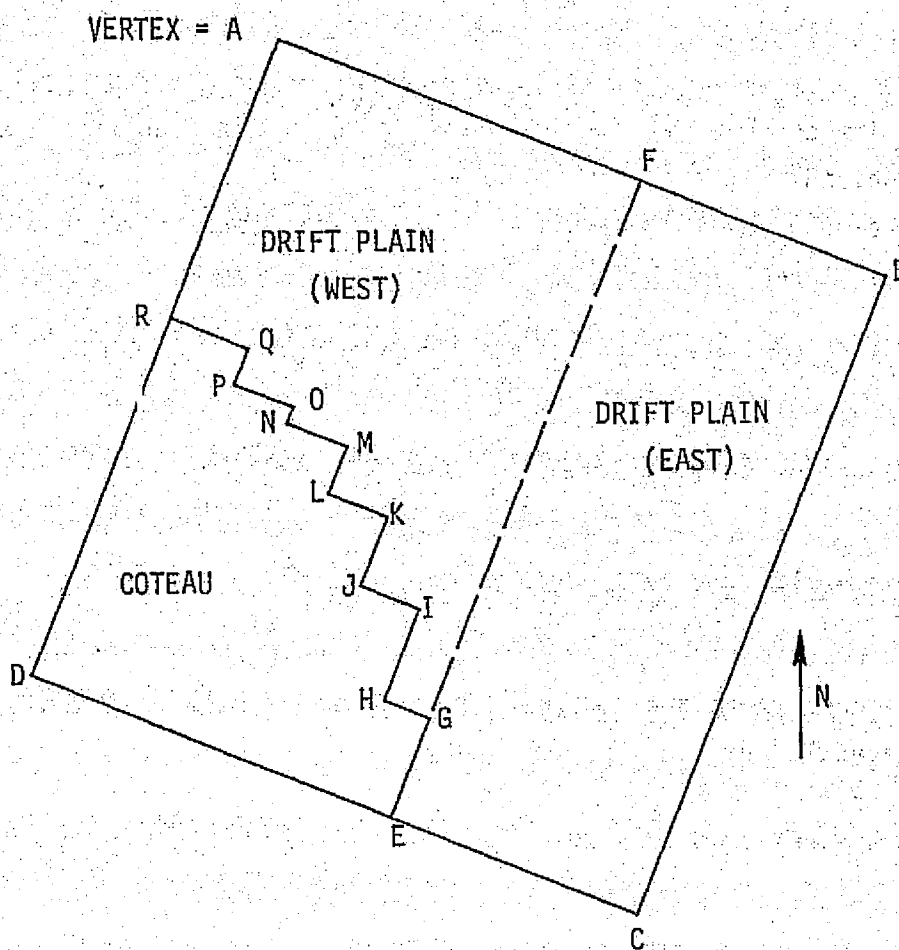 VERTEX = A
F
DRIFT PLAIN
(WEST)
R
Q
P
O
N
M
DRIFT PLAIN
(EAST)
L
K
COTEAU
J
I
D
H
G
N
E
C